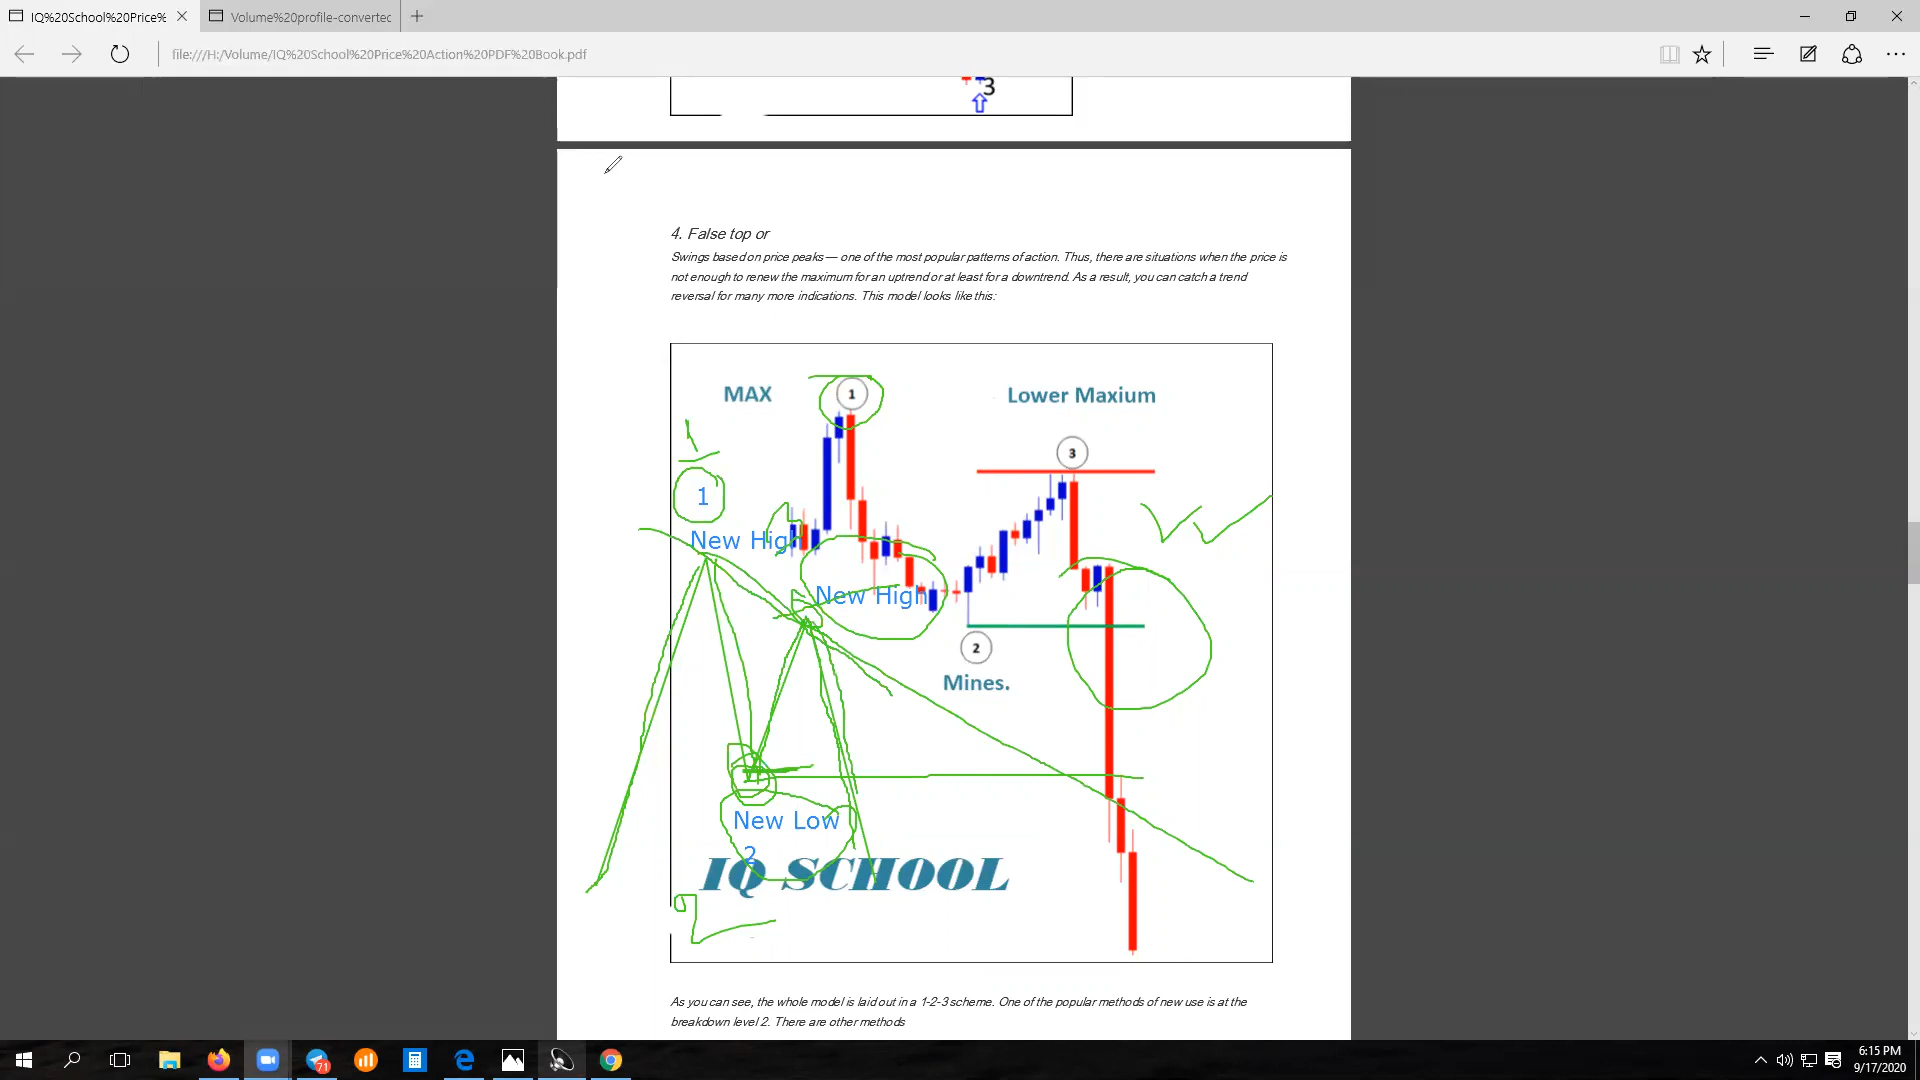 IQ%20School%20Price%
Volume%20profile-convertec
file:///H:/Volume/IQ%20School%20Price%20Action%20PDF%20Book.pdf
3
4. False top or
Swings based on price peaks — one of the most popular patterns of action. Thus, there are situations when the price is
not enough to renew the maximum for an uptrend or at least for a downtrend. As a result, you can catch a trend
reversal for many more indications. This model looks like this:
MAX
1
Lower Maxium
3
1
New High
New High
2
Mines.
New Low
2
IQ SCHOOL
As you can see, the whole model is laid out in a 1-2-3 scheme. One of the popular methods of new use is at the
breakdown level 2. There are other methods
71
6:15 PM
9/17/2020